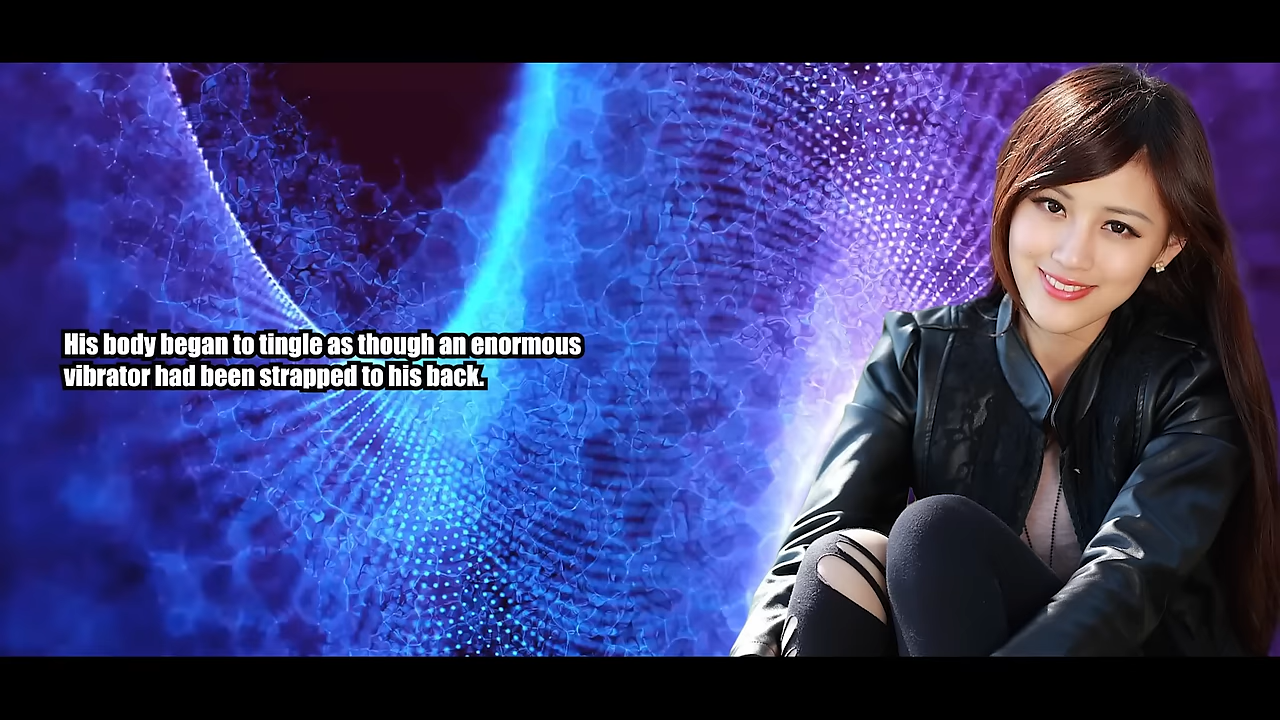 His body began to tingle as though an enormous
vibrator had been strapped to his back.